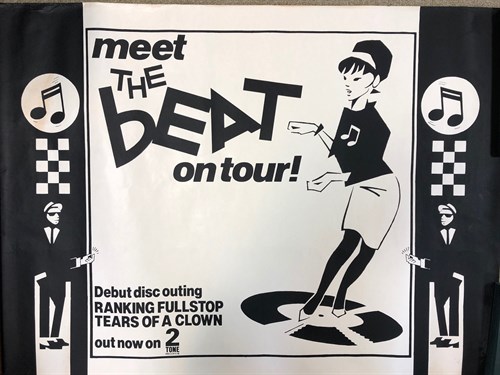 meet
THE
bEAT
on tour!
Debut disc outing
RANKING FULLSTOP
TEARS OF A CLOWN
out now on 2
TONE